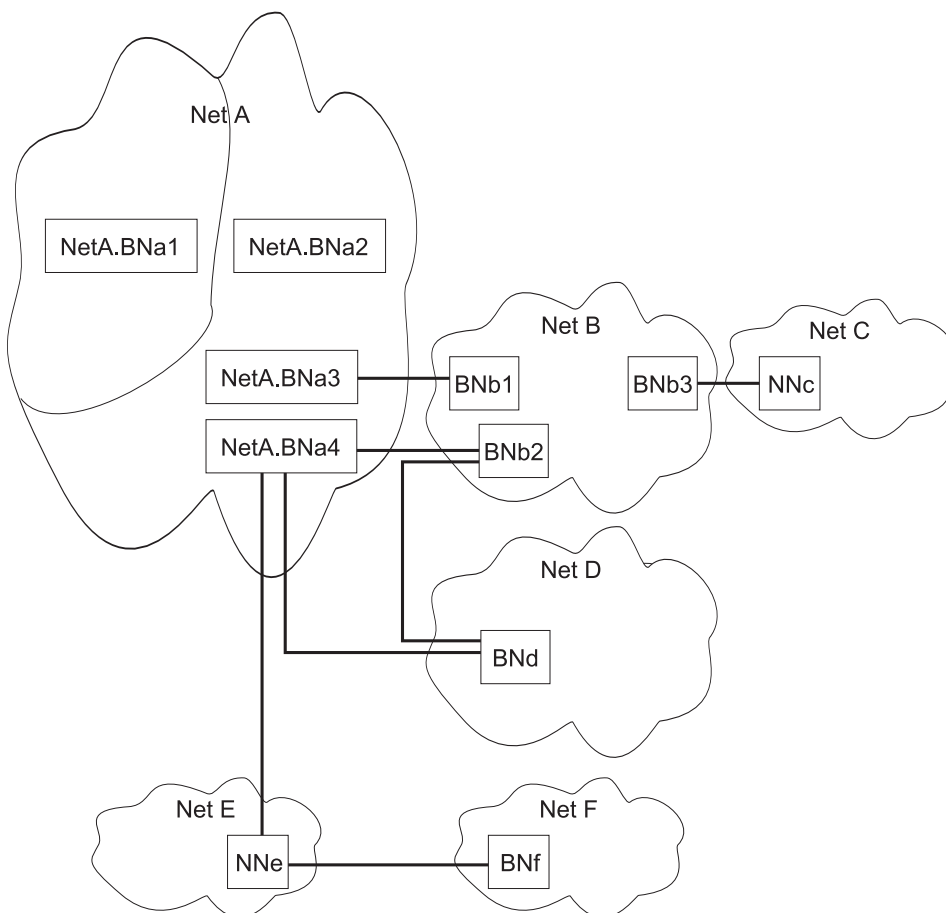 Net A
NetA.BNa1
NetA.BNa2
Net B
Net C
NetA.BNa3
BNb1
BNb3
NNc
NetA.BNa4
BNb2
Net D
BNd
Net E
Net F
NNe
BNf